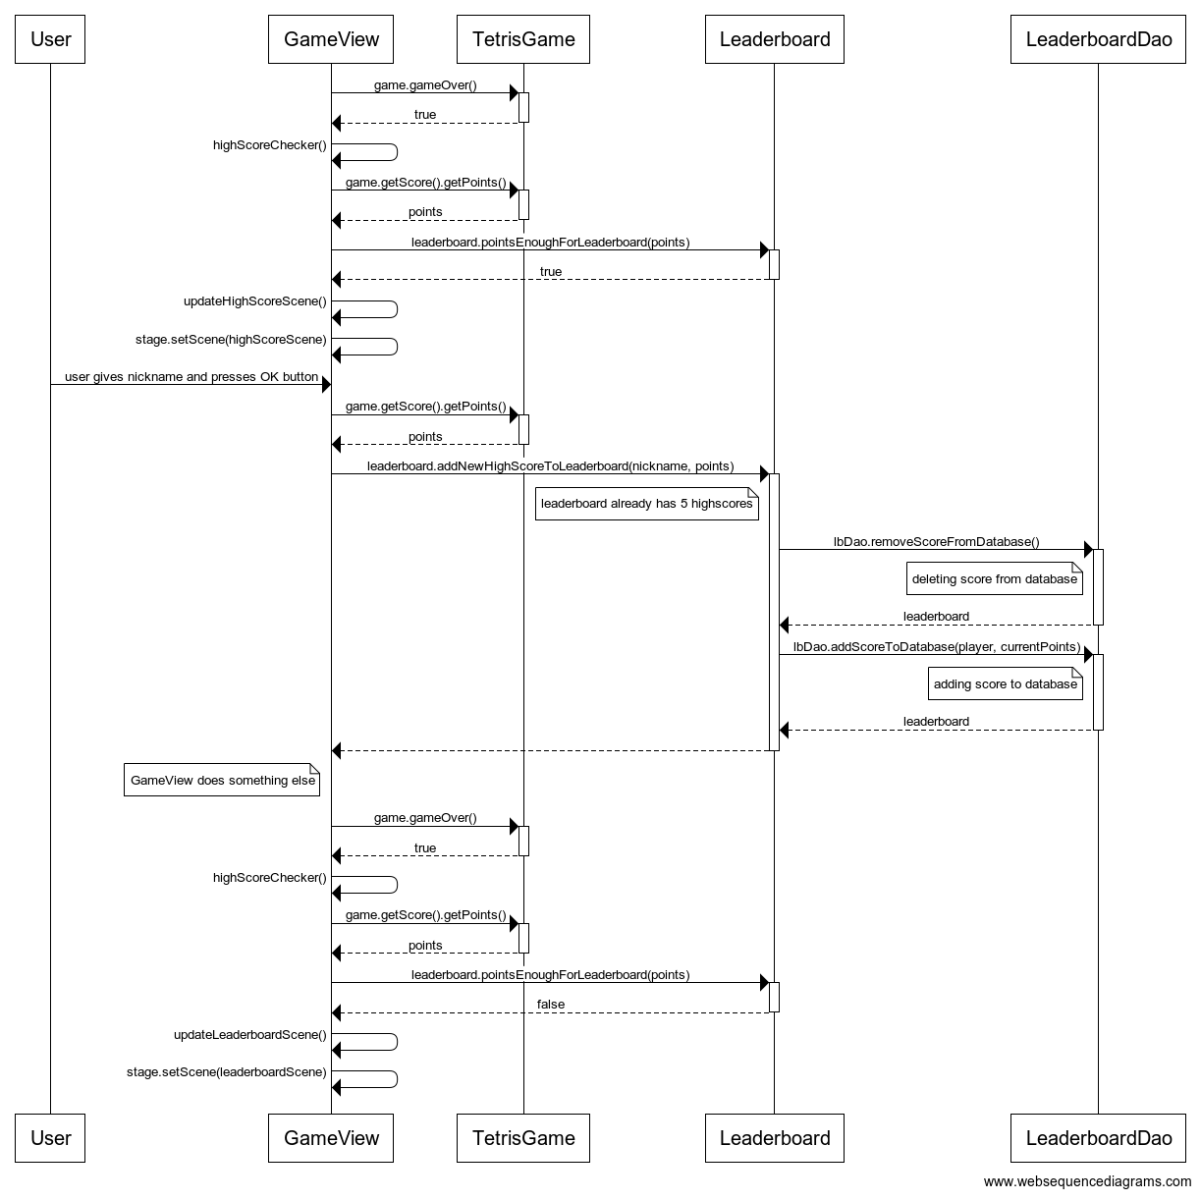 User
GameView
TetrisGame
Leaderboard
LeaderboardDao
game.gameOver()
true
highScoreChecker()
game.getScore().getPoints()
points
leaderboard.pointsEnoughForLeaderboard(points)
true
updateHighScoreScene()
stage.setScene(highScoreScene)
user gives nickname and presses OK button
game.getScore().getPoints()
points
leaderboard.addNewHighScoreToLeaderboard(nickname, points)
leaderboard already has 5 highscores
lbDao.removeScoreFromDatabase()
deleting score from database
leaderboard
lbDao.addScoreToDatabase(player, currentPoints)
adding score to database
leaderboard
GameView does something else
game.gameOver()
true
highScoreChecker()
game.getScore().getPoints()
points
leaderboard.pointsEnoughForLeaderboard(points)
false
updateLeaderboardScene()
stage.setScene(leaderboardScene)
User
GameView
TetrisGame
Leaderboard
LeaderboardDao
www.websequencediagrams.com